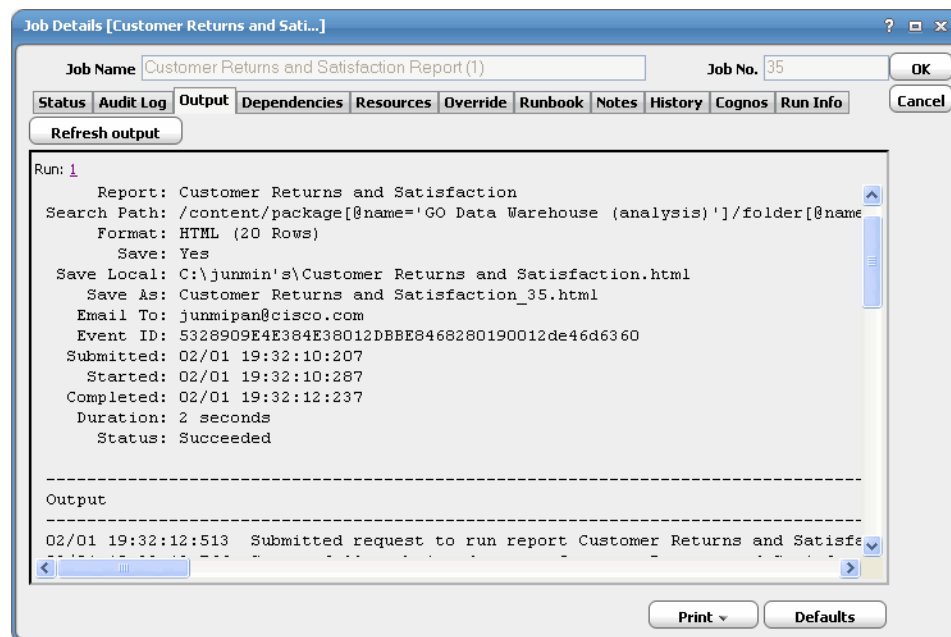 Job Details [Customer Returns and Sati...]
Job Name Customer Returns and Satisfaction Report (1) Job No. 35 OK
Status Audit Log Output Dependencies Resources Override Runbook Notes History Cognos Run Info Cancel
Refresh output
Run: 1
Report: Customer Returns and Satisfaction
Search Path: /content/package[@name='GO Data Warehouse (analysis)']/folder[@name
Format: HTML (20 Rows)
Save: Yes
Save Local: C:\junmin's\Customer Returns and Satisfaction.html
Save As: Customer Returns and Satisfaction_35.html
Email To: junmipan@cisco.com
Event ID: 5328909E4E384E38012DBBE8468280190012de46d6360
Submitted: 02/01 19:32:10:207
Started: 02/01 19:32:10:287
Completed: 02/01 19:32:12:237
Duration: 2 seconds
Status: Succeeded
Output
02/01 19:32:12:513 Submitted request to run report Customer Returns and Satisfa
Print Defaults